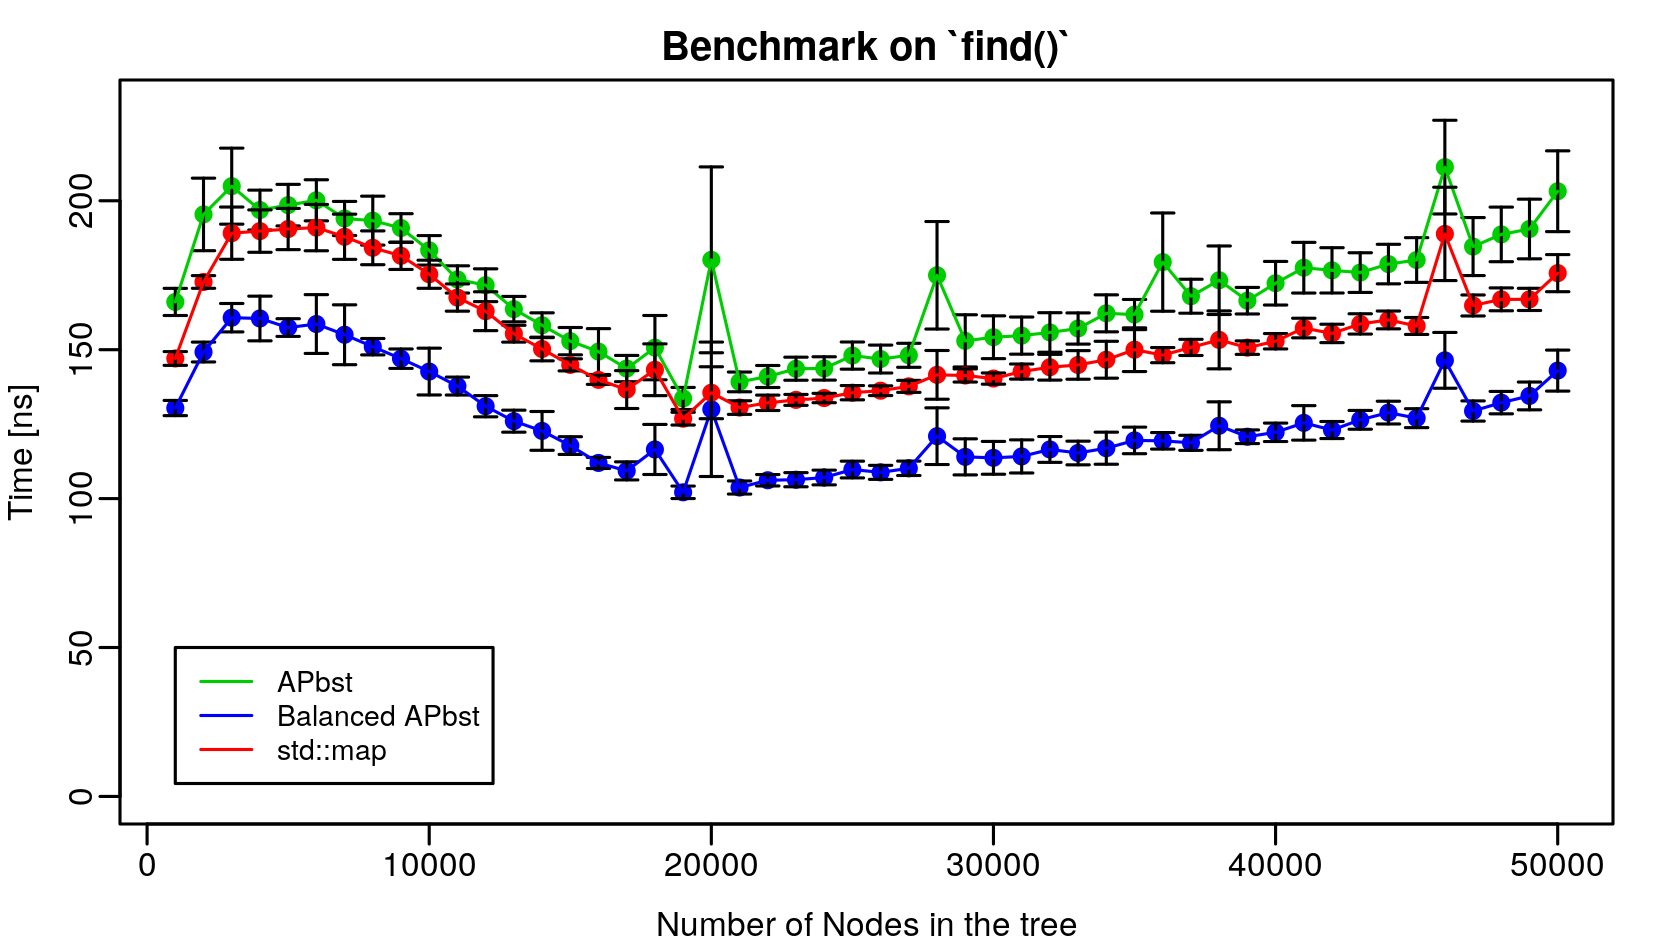 Benchmark on `find()`
Time [ns]
200
150
100
50
0
APbst
Balanced APbst
std::map
0 10000 20000 30000 40000 50000
Number of Nodes in the tree